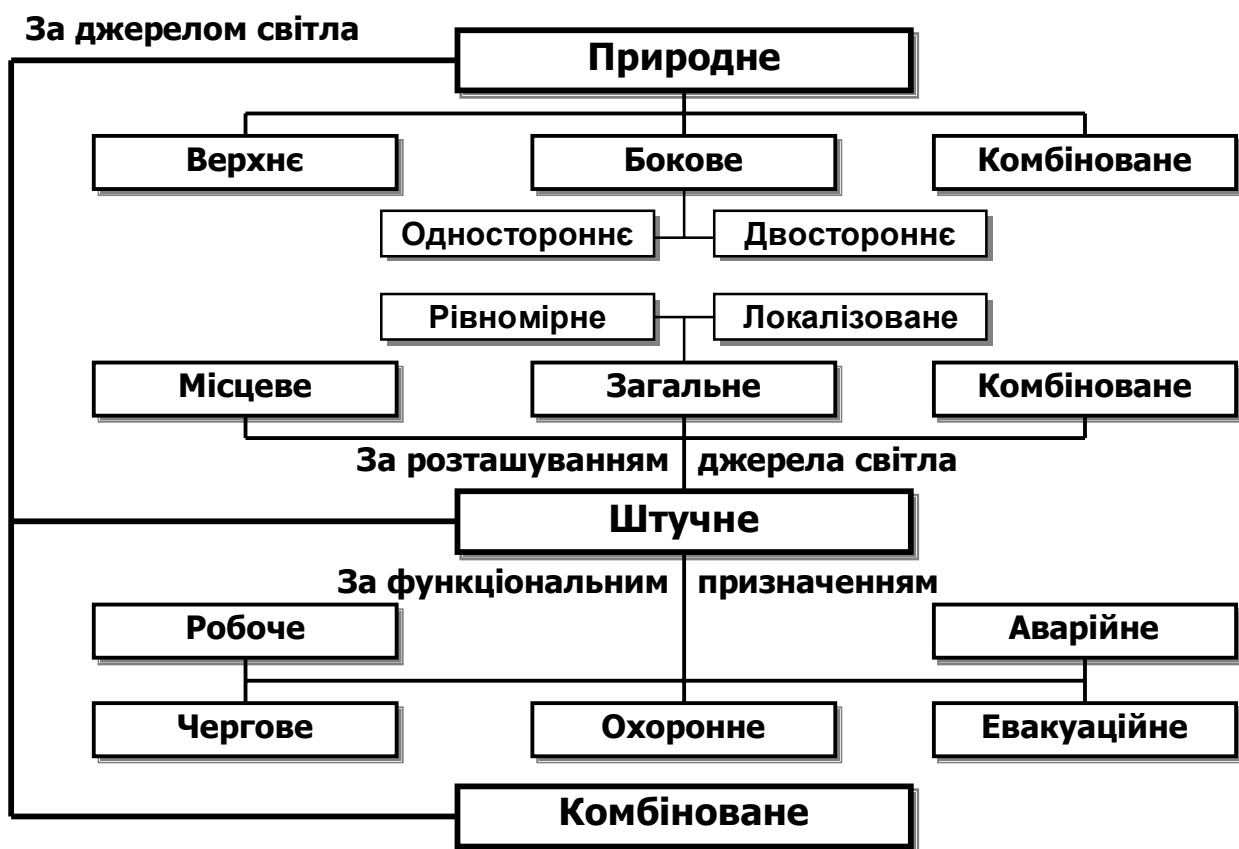 За джерелом світла
Природне
Верхнє
Бокове
Комбіноване
Одностороннє
Двостороннє
Рівномірне
Локалізоване
Місцеве
Загальне
Комбіноване
За розташуванням джерела світла
Штучне
За функціональним призначенням
Робоче
Аварійне
Чергове
Охоронне
Евакуаційне
Комбіноване